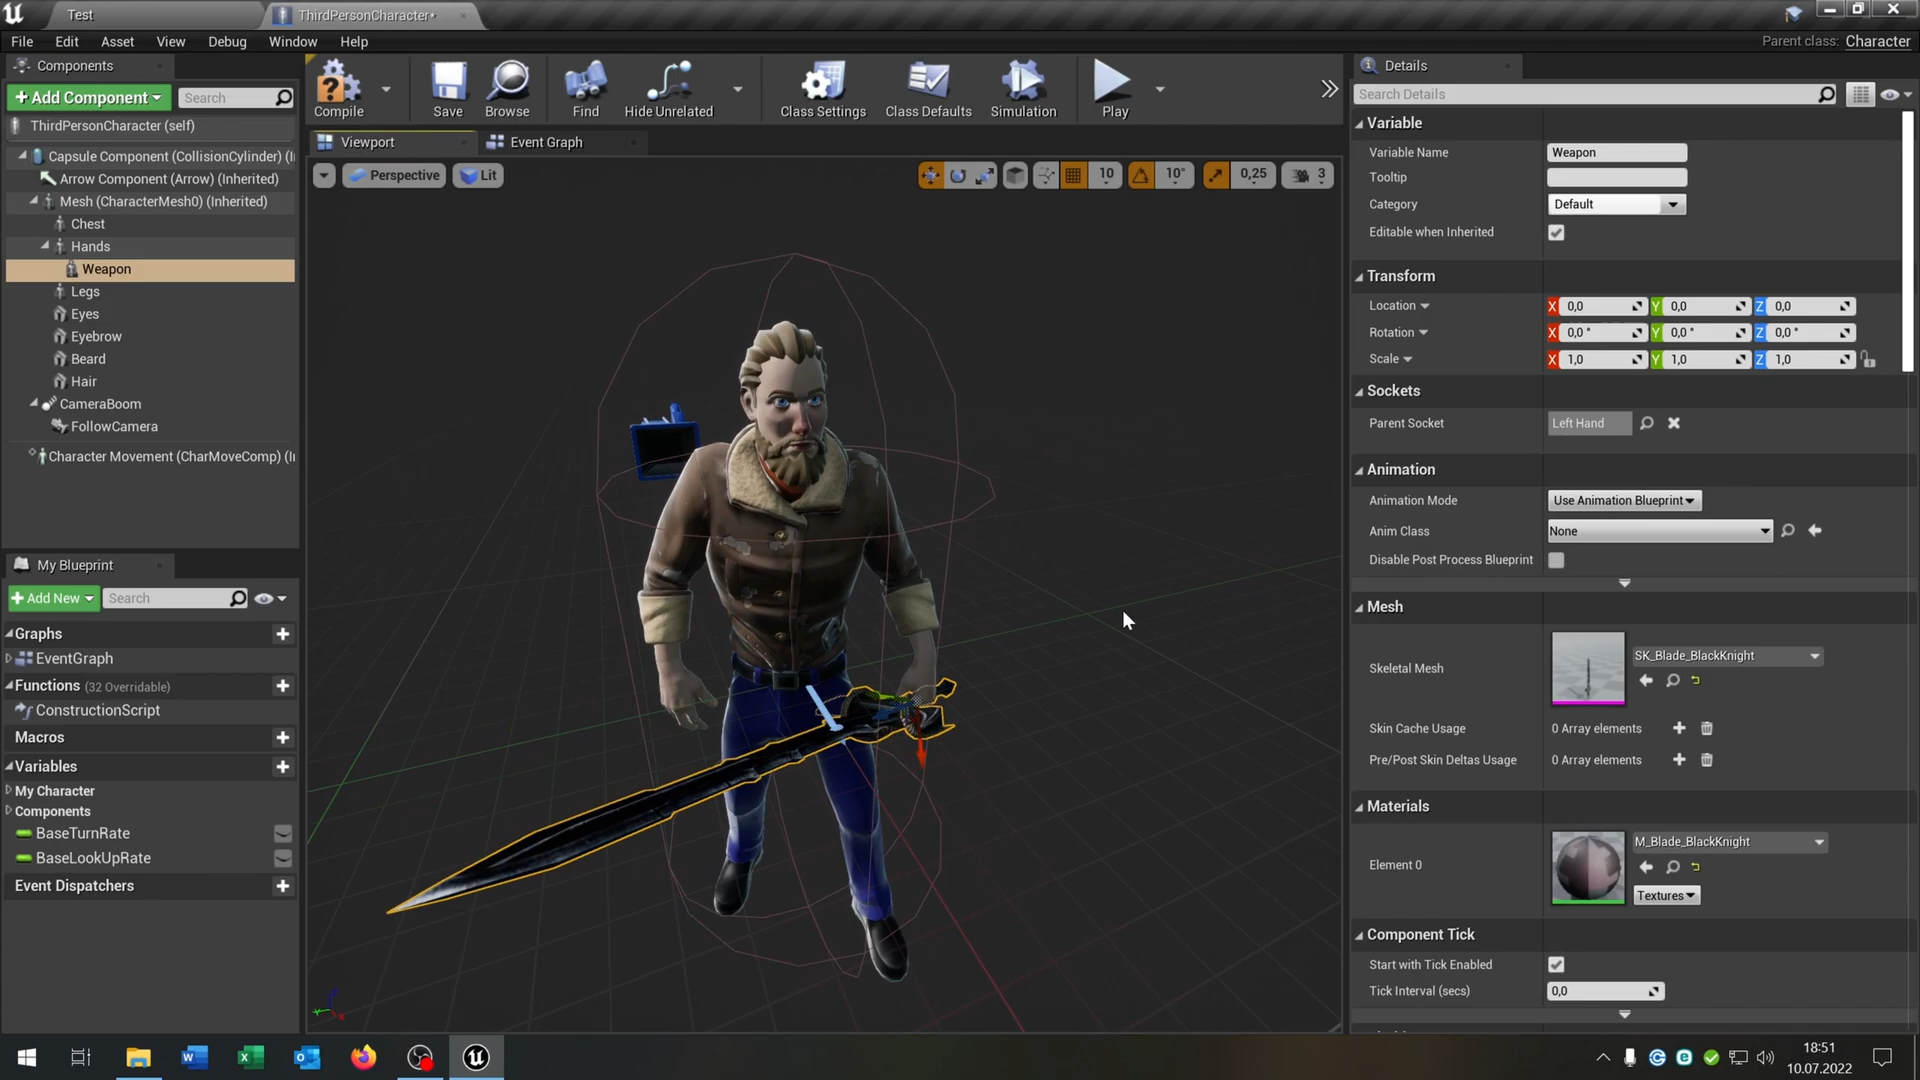 Test
ThirdPersonCharacter*
File Edit Asset View Debug Window Help
Parent class: Character
Components
+ Add Component
Search
ThirdPersonCharacter (self)
Capsule Component (CollisionCylinder) (I
Arrow Component (Arrow) (Inherited)
Mesh (CharacterMesh0) (Inherited)
Chest
Hands
Weapon
Legs
Eyes
Eyebrow
Beard
Hair
CameraBoom
FollowCamera
Character Movement (CharMoveComp) (I
My Blueprint
+ Add New
Search
Graphs
EventGraph
Functions (32 Overridable)
ConstructionScript
Macros
Variables
My Character
Components
BaseTurnRate
BaseLookUpRate
Event Dispatchers
Compile
Save
Browse
Find
Hide Unrelated
Class Settings
Class Defaults
Simulation
Play
Viewport
Event Graph
Perspective
Lit
10
10°
0,25
3
Details
Search Details
Variable
Variable Name Weapon
Tooltip
Category Default
Editable when Inherited
Transform
Location X 0,0 Y 0,0 Z 0,0
Rotation X 0,0 ° Y 0,0 ° Z 0,0 °
Scale X 1,0 Y 1,0 Z 1,0
Sockets
Parent Socket Left Hand
Animation
Animation Mode Use Animation Blueprint
Anim Class None
Disable Post Process Blueprint
Mesh
Skeletal Mesh SK_Blade_BlackKnight
Skin Cache Usage 0 Array elements
Pre/Post Skin Deltas Usage 0 Array elements
Materials
Element 0 M_Blade_BlackKnight
Textures
Component Tick
Start with Tick Enabled
Tick Interval (secs) 0,0
18:51
10.07.2022